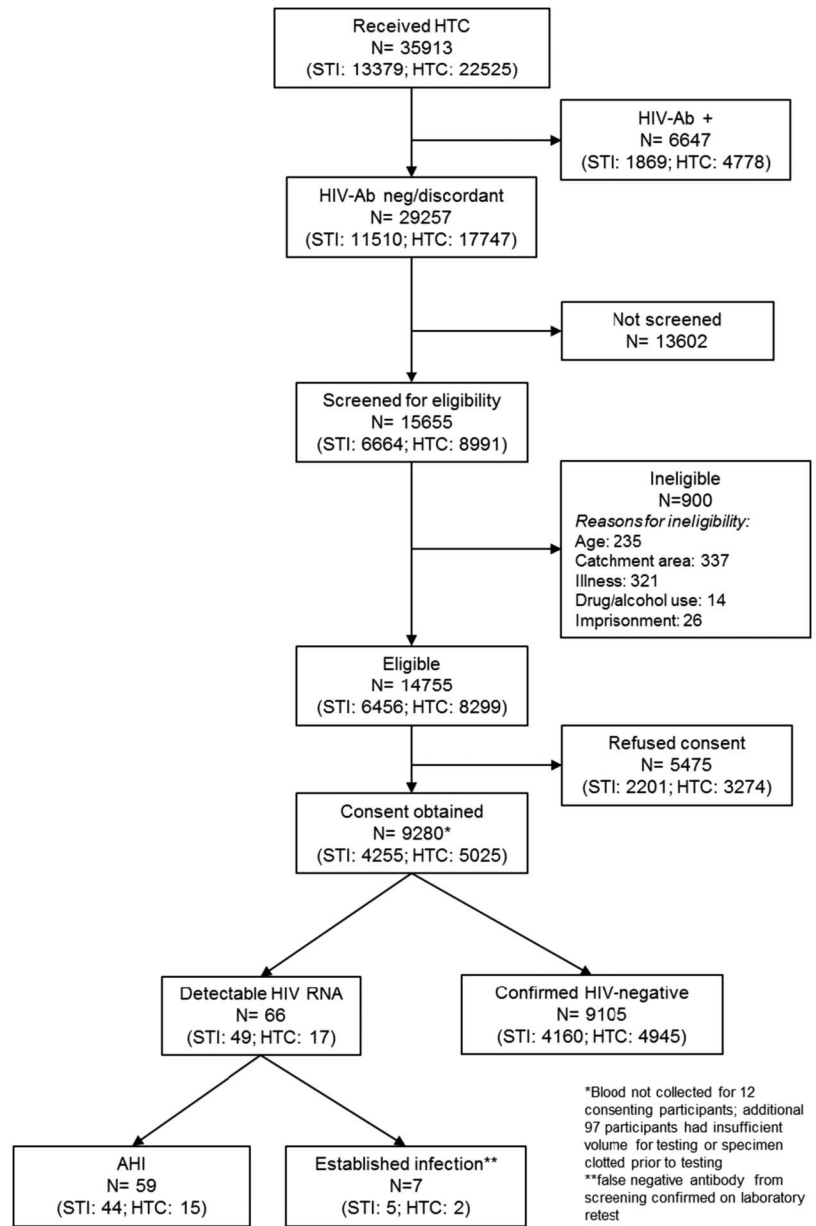 Received HTC
N= 35913
(STI: 13379; HTC: 22525)
HIV-Ab +
N= 6647
(STI: 1869; HTC: 4778)
HIV-Ab neg/discordant
N= 29257
(STI: 11510; HTC: 17747)
Not screened
N= 13602
Screened for eligibility
N= 15655
(STI: 6664; HTC: 8991)
Ineligible
N=900
Reasons for ineligibility:
Age: 235
Catchment area: 337
Illness: 321
Drug/alcohol use: 14
Imprisonment: 26
Eligible
N= 14755
(STI: 6456; HTC: 8299)
Refused consent
N= 5475
(STI: 2201; HTC: 3274)
Consent obtained
N= 9280*
(STI: 4255; HTC: 5025)
Detectable HIV RNA
N= 66
(STI: 49; HTC: 17)
Confirmed HIV-negative
N= 9105
(STI: 4160; HTC: 4945)
AHI
N= 59
(STI: 44; HTC: 15)
Established infection**
N=7
(STI: 5; HTC: 2)
*Blood not collected for 12
consenting participants; additional
97 participants had insufficient
volume for testing or specimen
clotted prior to testing
**false negative antibody from
screening confirmed on laboratory
retest